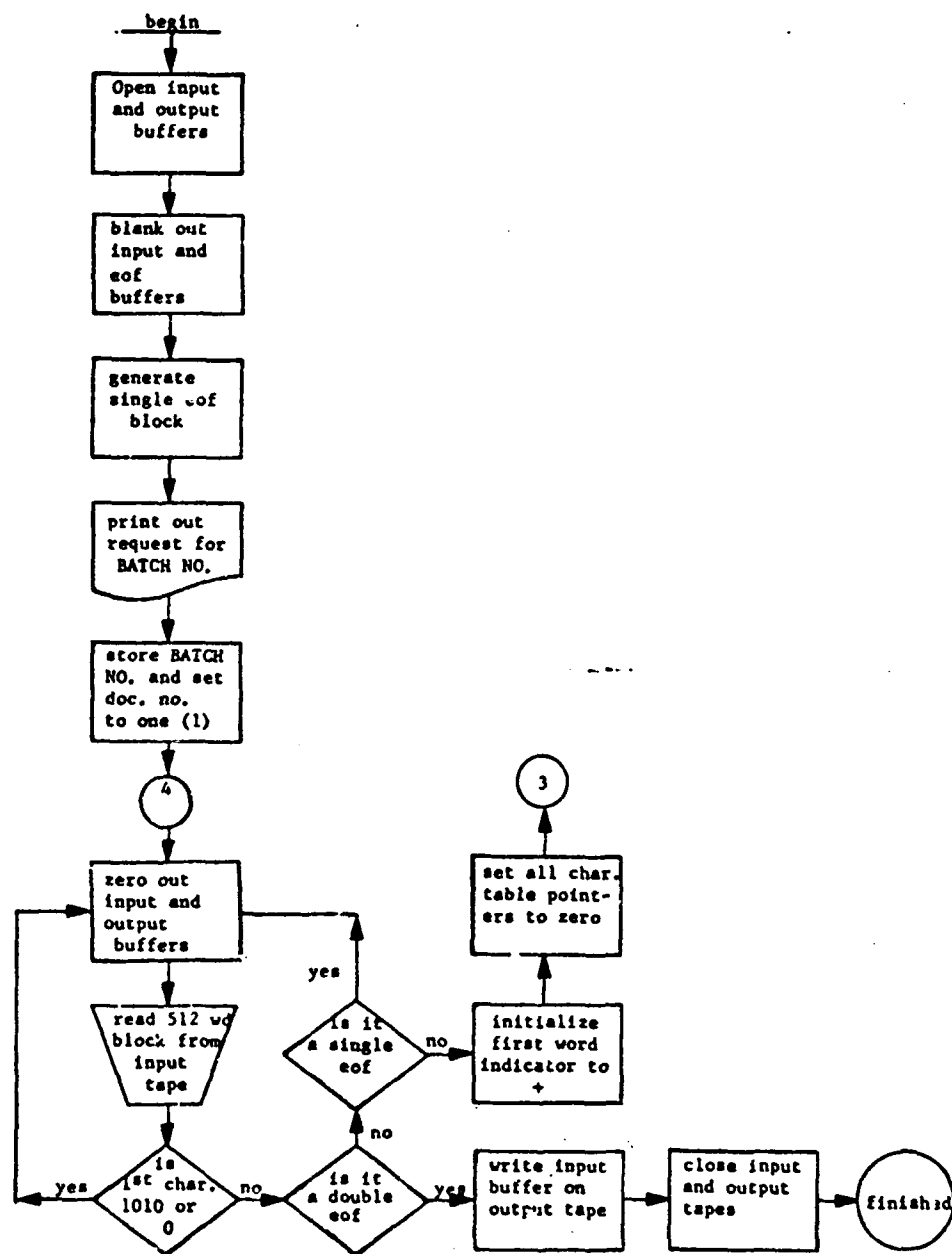 begin
Open input
and output
buffers
blank out
input and
eof
buffers
generate
single eof
block
print out
request for
BATCH NO.
store BATCH
NO. and set
doc. no.
to one (1)
4
zero out
input and
output
buffers
read 512 wd
block from
input
tape
is
1st char.
1010 or
0
yes
no
is it
a double
eof
no
yes
is it
a single
eof
yes
no
initialize
first word
indicator to
+
set all char.
table point-
ers to zero
3
write input
buffer on
output tape
close input
and output
tapes
finished